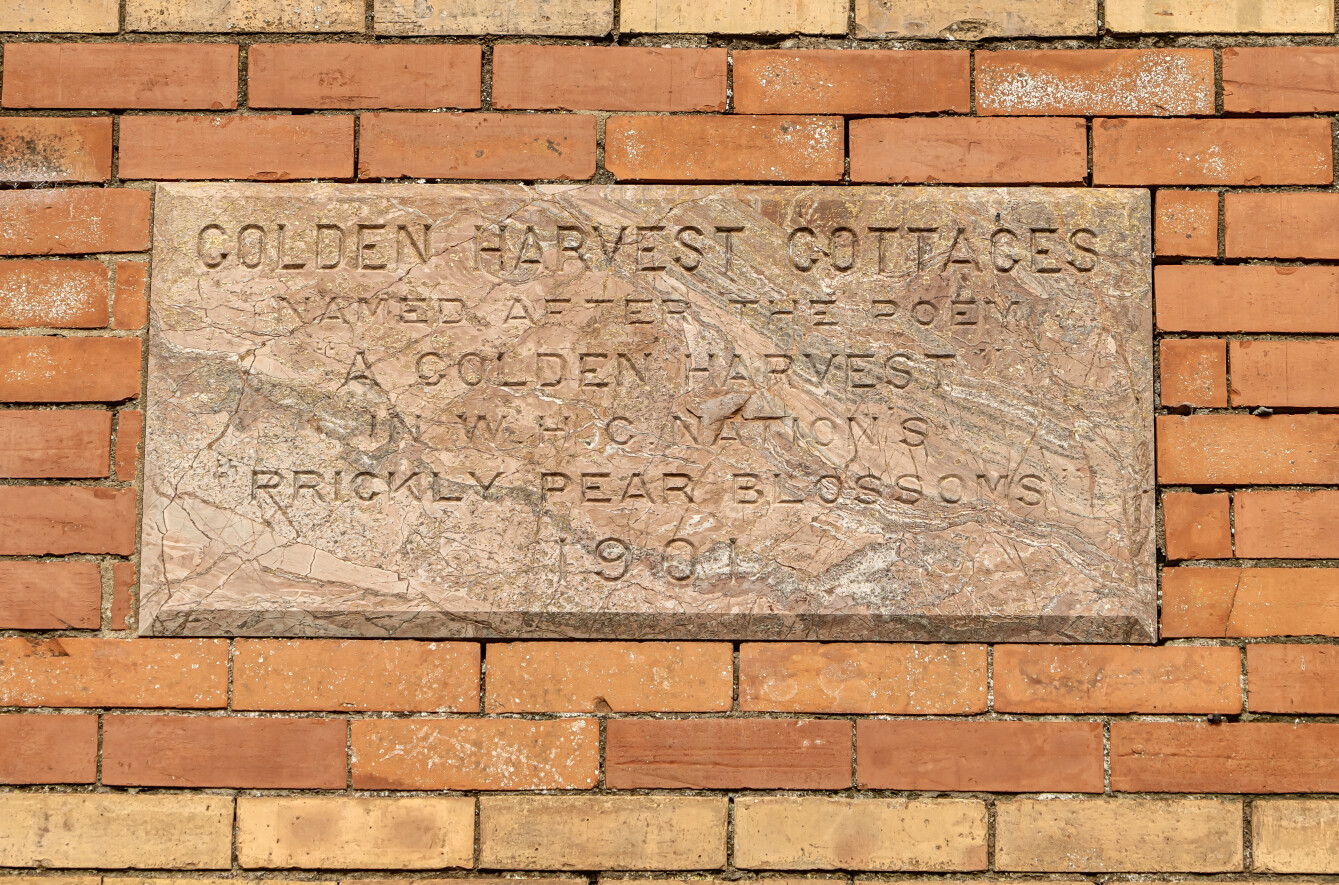 GOLDEN HARVEST COTTAGES
NAMED AFTER THE POEM
A GOLDEN HARVEST
IN W.H.C NATION'S
PRICKLY PEAR BLOSSOMS
1901